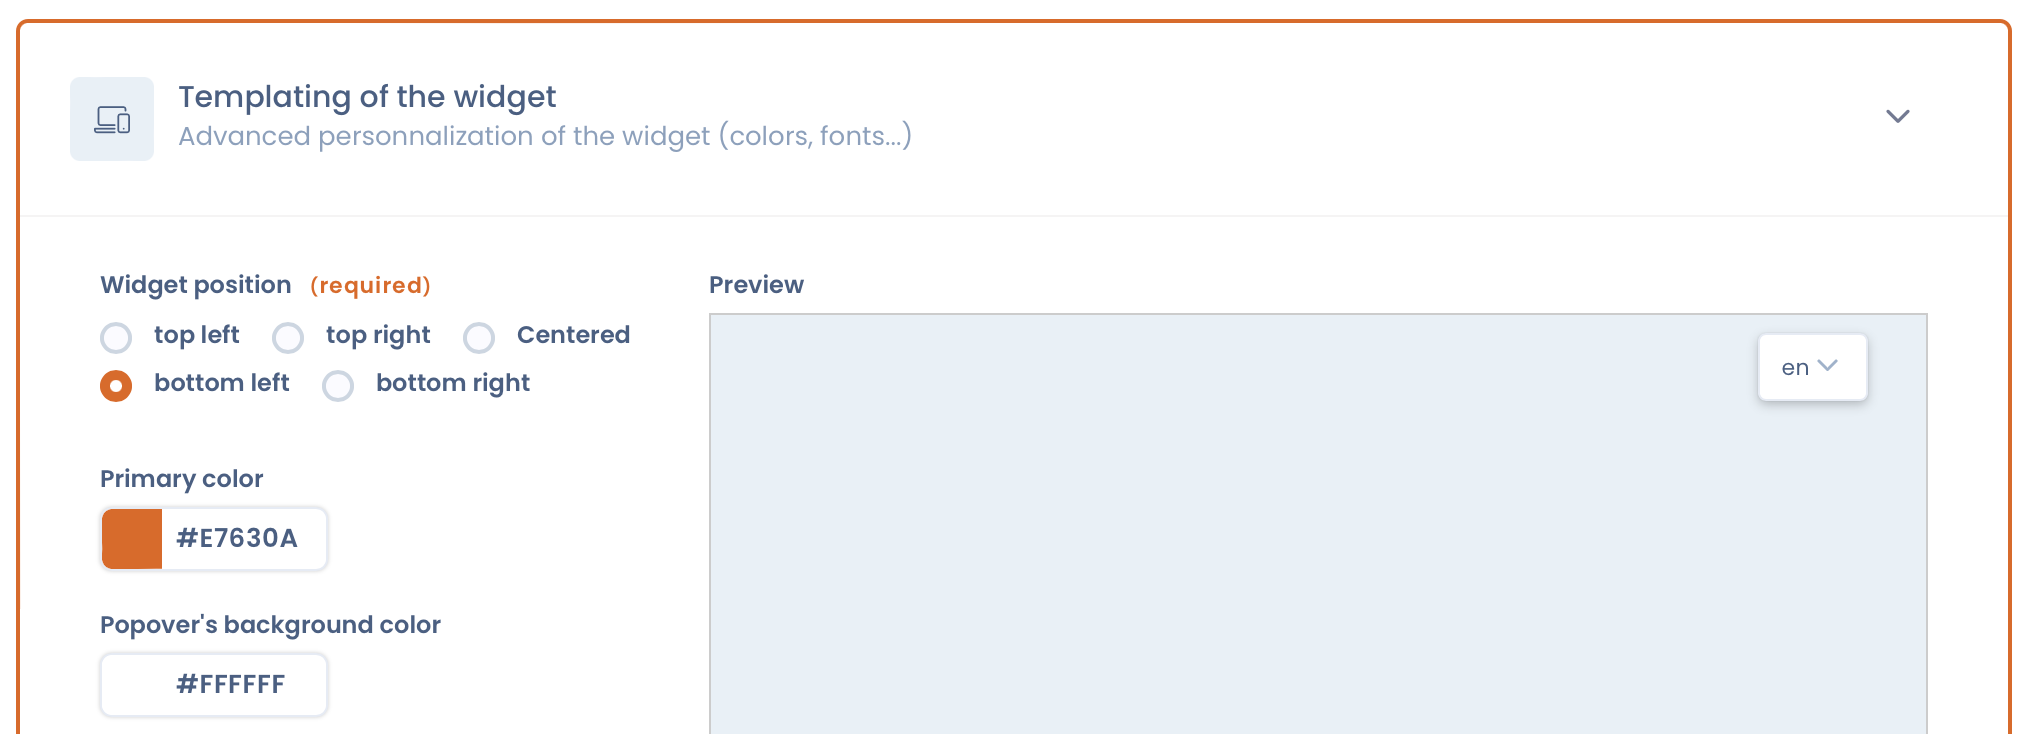 Templating of the widget
Advanced personnalization of the widget (colors, fonts...)
Widget position (required)
top left top right Centered
bottom left bottom right
Primary color
#E7630A
Popover's background color
#FFFFFF
Preview
en